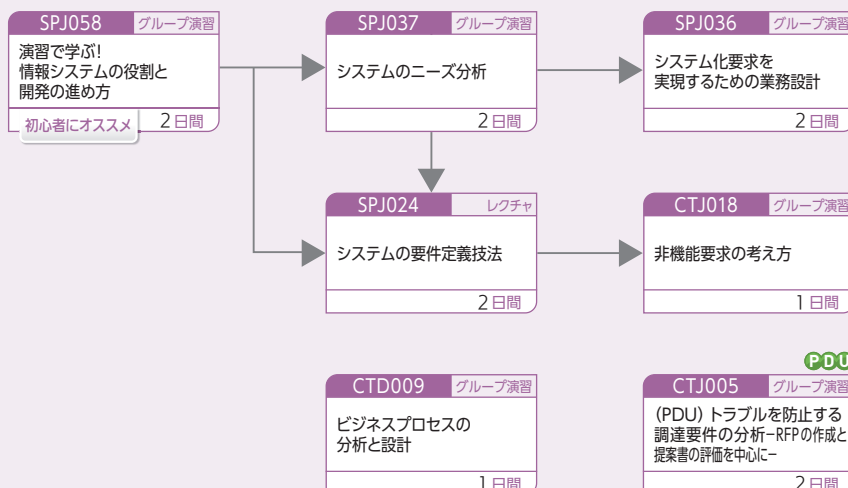 SPJ058 グループ演習
演習で学ぶ!
情報システムの役割と
開発の進め方
初心者にオススメ 2日間
SPJ037 グループ演習
システムのニーズ分析
2日間
SPJ036 グループ演習
システム化要求を
実現するための業務設計
2日間
SPJ024 レクチャ
システムの要件定義技法
2日間
CTJ018 グループ演習
非機能要求の考え方
1日間
CTD009 グループ演習
ビジネスプロセスの
分析と設計
1日間
PDU
CTJ005 グループ演習
(PDU)トラブルを防止する
調達要件の分析−RFPの作成と
提案書の評価を中心に−
2日間